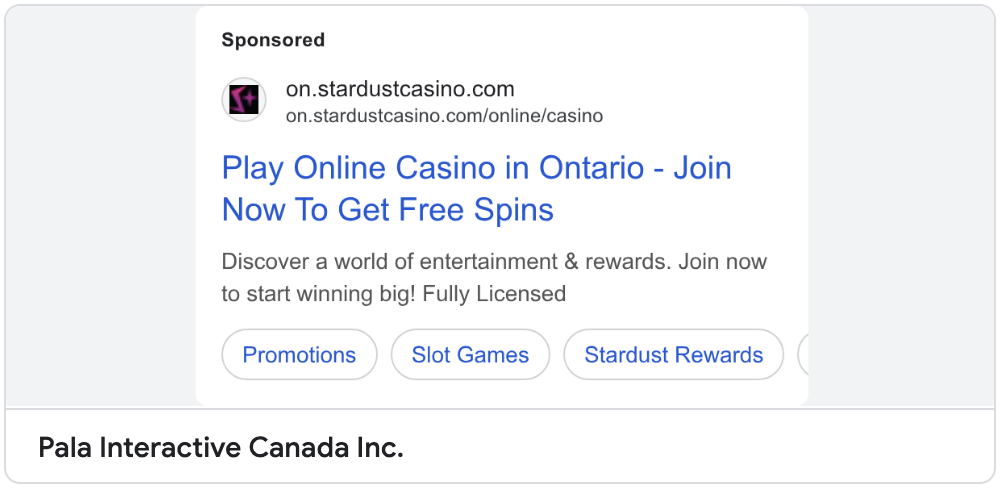 Sponsored
on.stardustcasino.com
on.stardustcasino.com/online/casino
Play Online Casino in Ontario - Join
Now To Get Free Spins
Discover a world of entertainment & rewards. Join now
to start winning big! Fully Licensed
Promotions Slot Games Stardust Rewards
Pala Interactive Canada Inc.